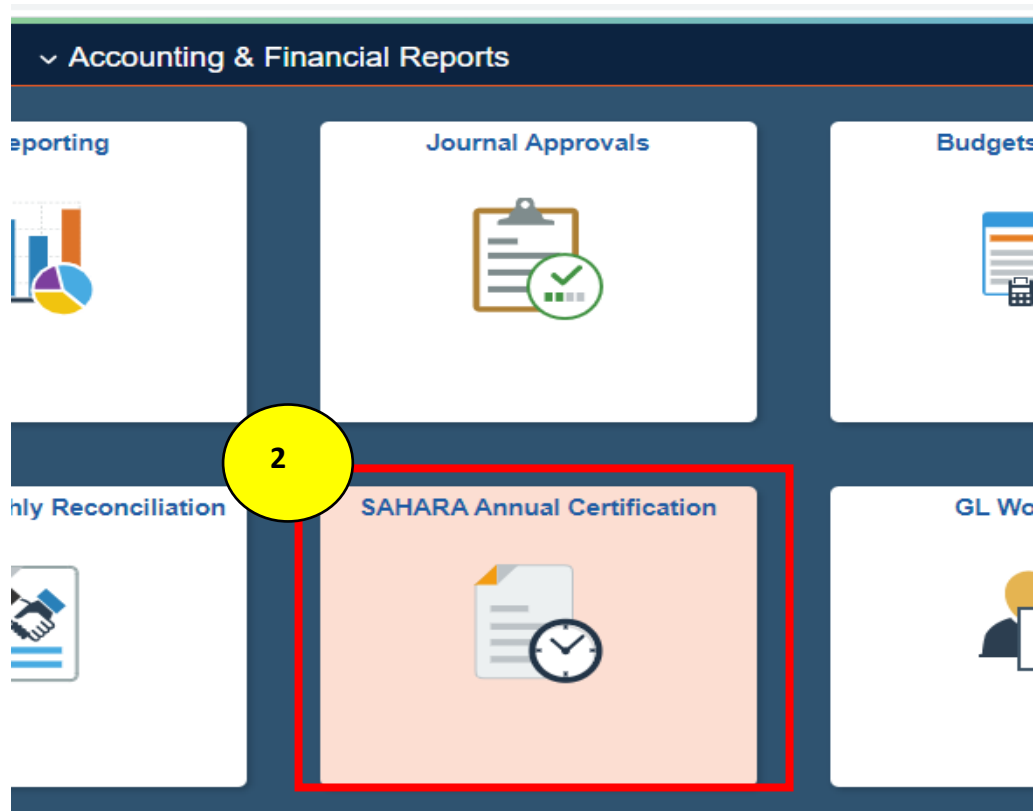 Accounting & Financial Reports
eporting
Journal Approvals
Budgets
2
hly Reconciliation
SAHARA Annual Certification
GL Wo